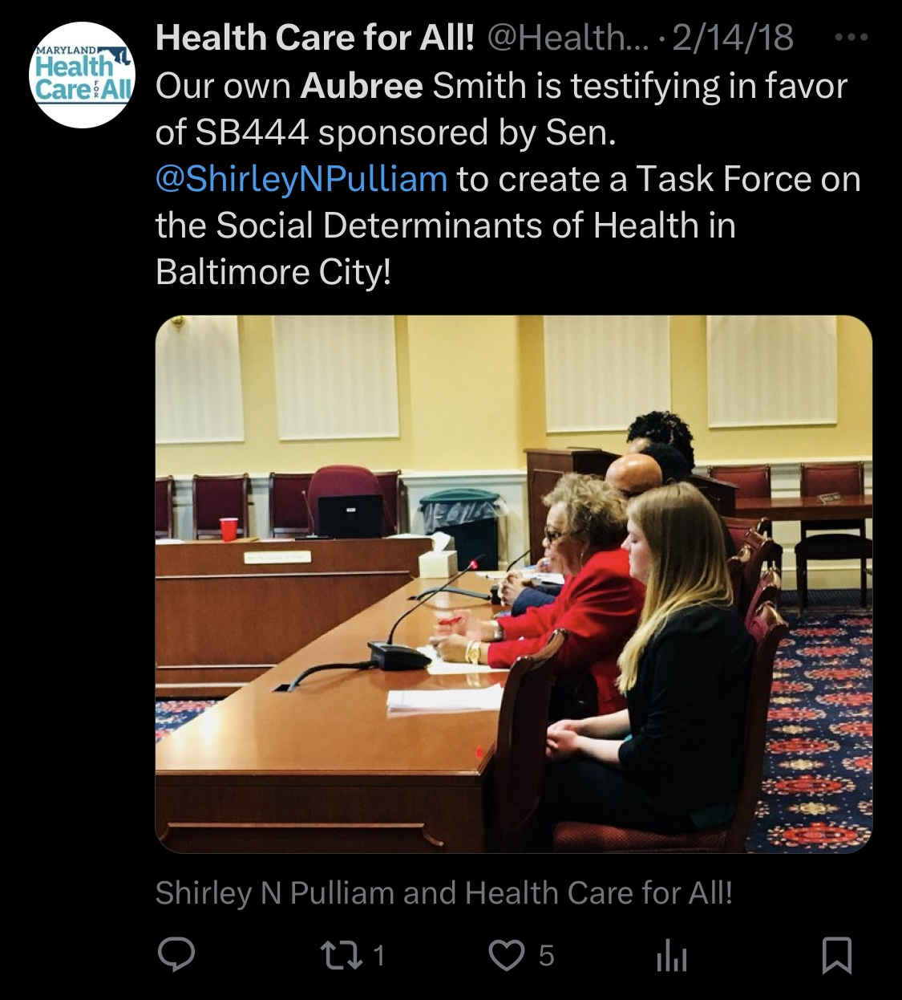 MARYLAND
Health
Care FOR All
Health Care for All! @Health... · 2/14/18
Our own Aubree Smith is testifying in favor
of SB444 sponsored by Sen.
@ShirleyNPulliam to create a Task Force on
the Social Determinants of Health in
Baltimore City!
Shirley N Pulliam and Health Care for All!
1
5